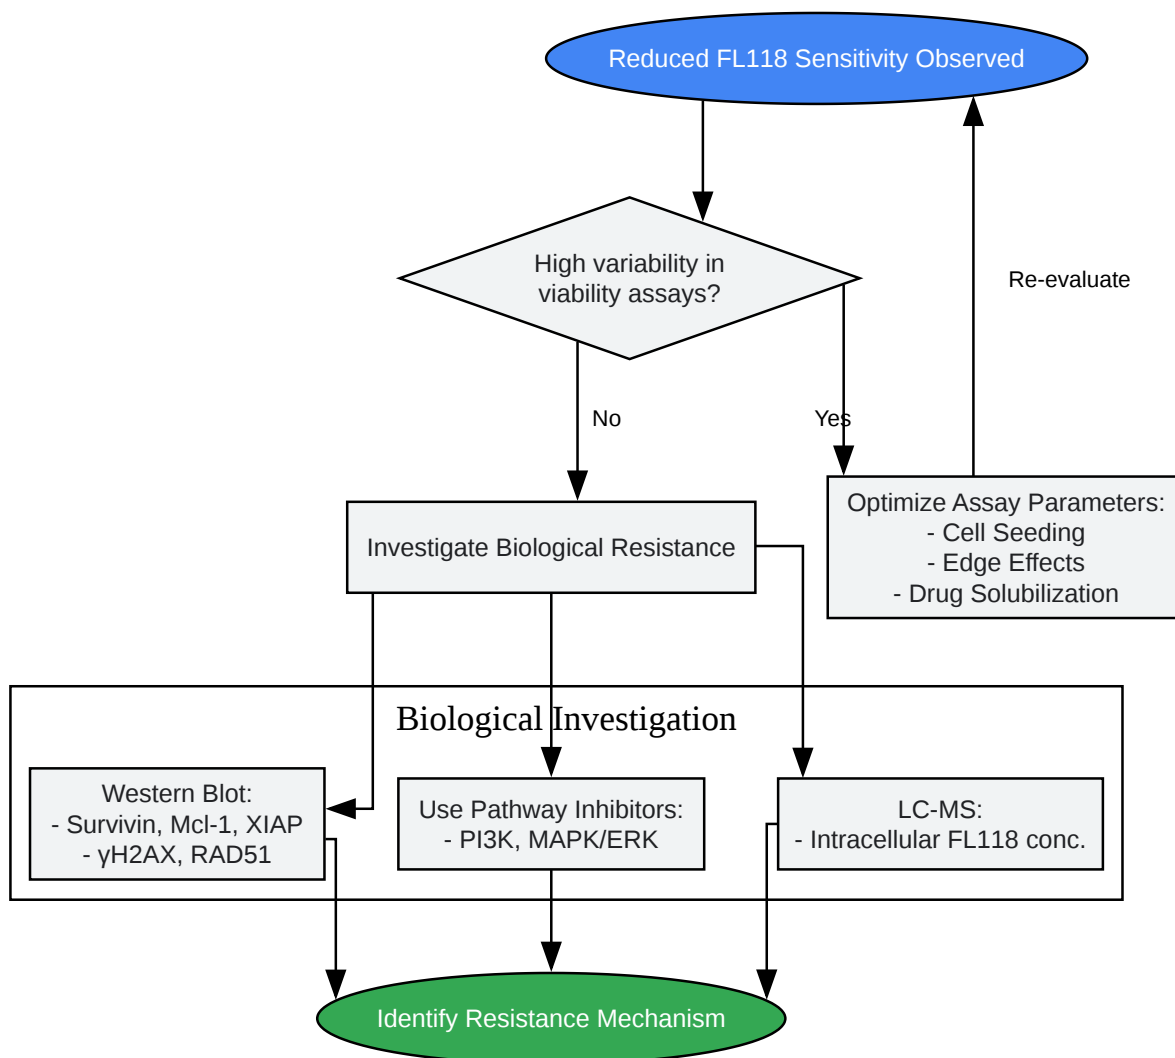 Reduced FL118 Sensitivity Observed
High variability in
viability assays?
Re-evaluate
No
Yes
Optimize Assay Parameters:
- Cell Seeding
- Edge Effects
- Drug Solubilization
Investigate Biological Resistance
Biological Investigation
Western Blot:
- Survivin, Mcl-1, XIAP
- γH2AX, RAD51
Use Pathway Inhibitors:
- PI3K, MAPK/ERK
LC-MS:
- Intracellular FL118 conc.
Identify Resistance Mechanism